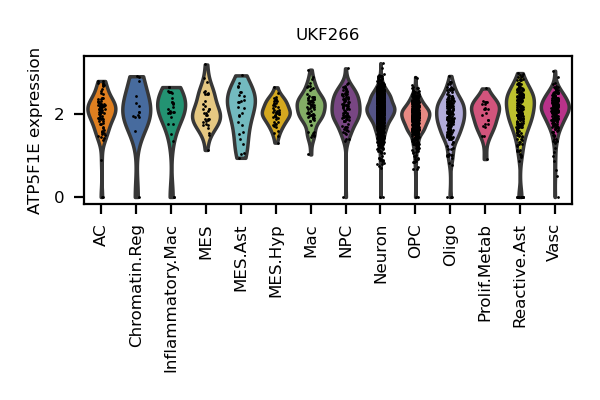 UKF266
ATP5F1E expression
2
0
AC
Chromatin.Reg
Inflammatory.Mac
MES
MES.Ast
MES.Hyp
Mac
NPC
Neuron
OPC
Oligo
Prolif.Metab
Reactive.Ast
Vasc